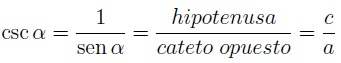 csc α = 1 / sen α = hipotenusa / cateto opuesto = c / a